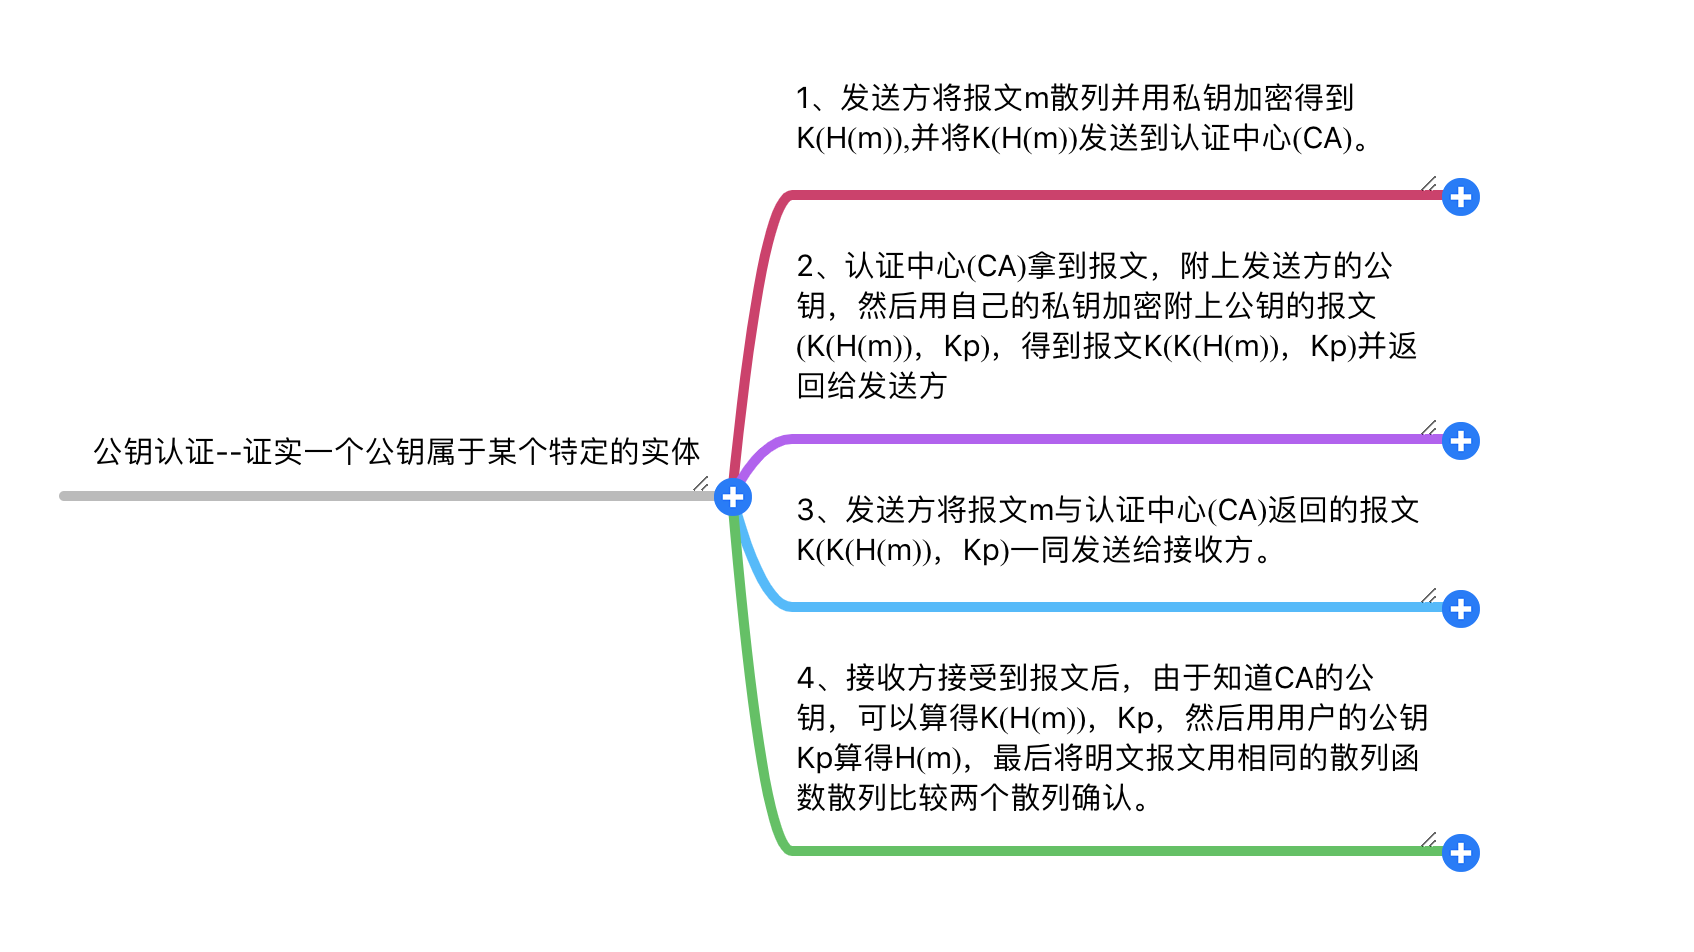 公钥认证--证实一个公钥属于某个特定的实体
1、发送方将报文m散列并用私钥加密得到
K(H(m)),并将K(H(m))发送到认证中心(CA)。
2、认证中心(CA)拿到报文，附上发送方的公
钥，然后用自己的私钥加密附上公钥的报文
(K(H(m))，Kp)，得到报文K(K(H(m))，Kp)并返
回给发送方
3、发送方将报文m与认证中心(CA)返回的报文
K(K(H(m))，Kp)一同发送给接收方。
4、接收方接受到报文后，由于知道CA的公
钥，可以算得K(H(m))，Kp，然后用用户的公钥
Kp算得H(m)，最后将明文报文用相同的散列函
数散列比较两个散列确认。